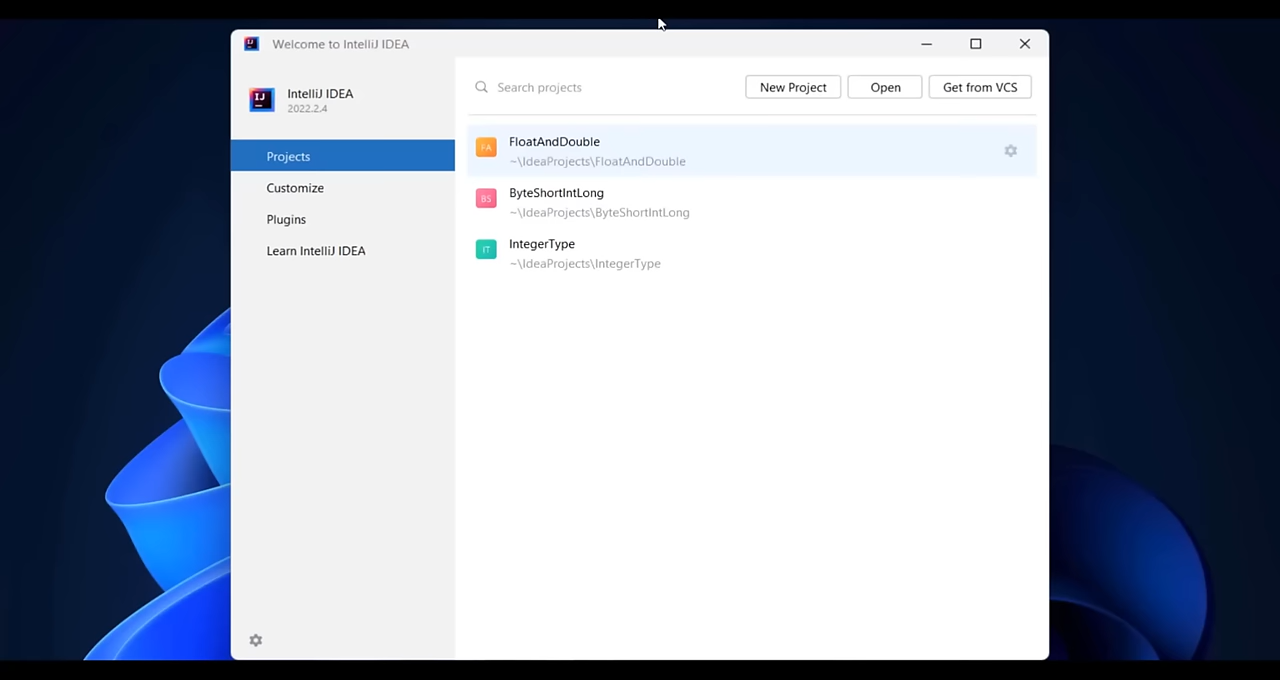 Welcome to IntelliJ IDEA
IJ
IntelliJ IDEA
2022.2.4
Projects
Customize
Plugins
Learn IntelliJ IDEA
Search projects
New Project
Open
Get from VCS
FA
FloatAndDouble
~\IdeaProjects\FloatAndDouble
BS
ByteShortIntLong
~\IdeaProjects\ByteShortIntLong
IT
IntegerType
~\IdeaProjects\IntegerType